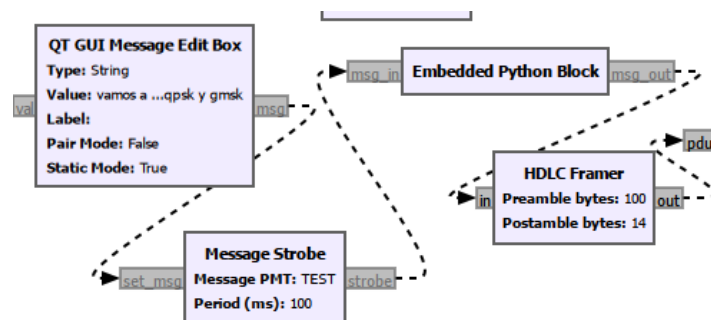 QT GUI Message Edit Box
Type: String
Value: vamos a ...qpsk y gmsk
Label:
Pair Mode: False
Static Mode: True
val
msg
msg_in
Embedded Python Block
msg_out
HDLC Framer
Preamble bytes: 100
Postamble bytes: 14
in
out
pdu
Message Strobe
Message PMT: TEST
Period (ms): 100
set_msg
strobe